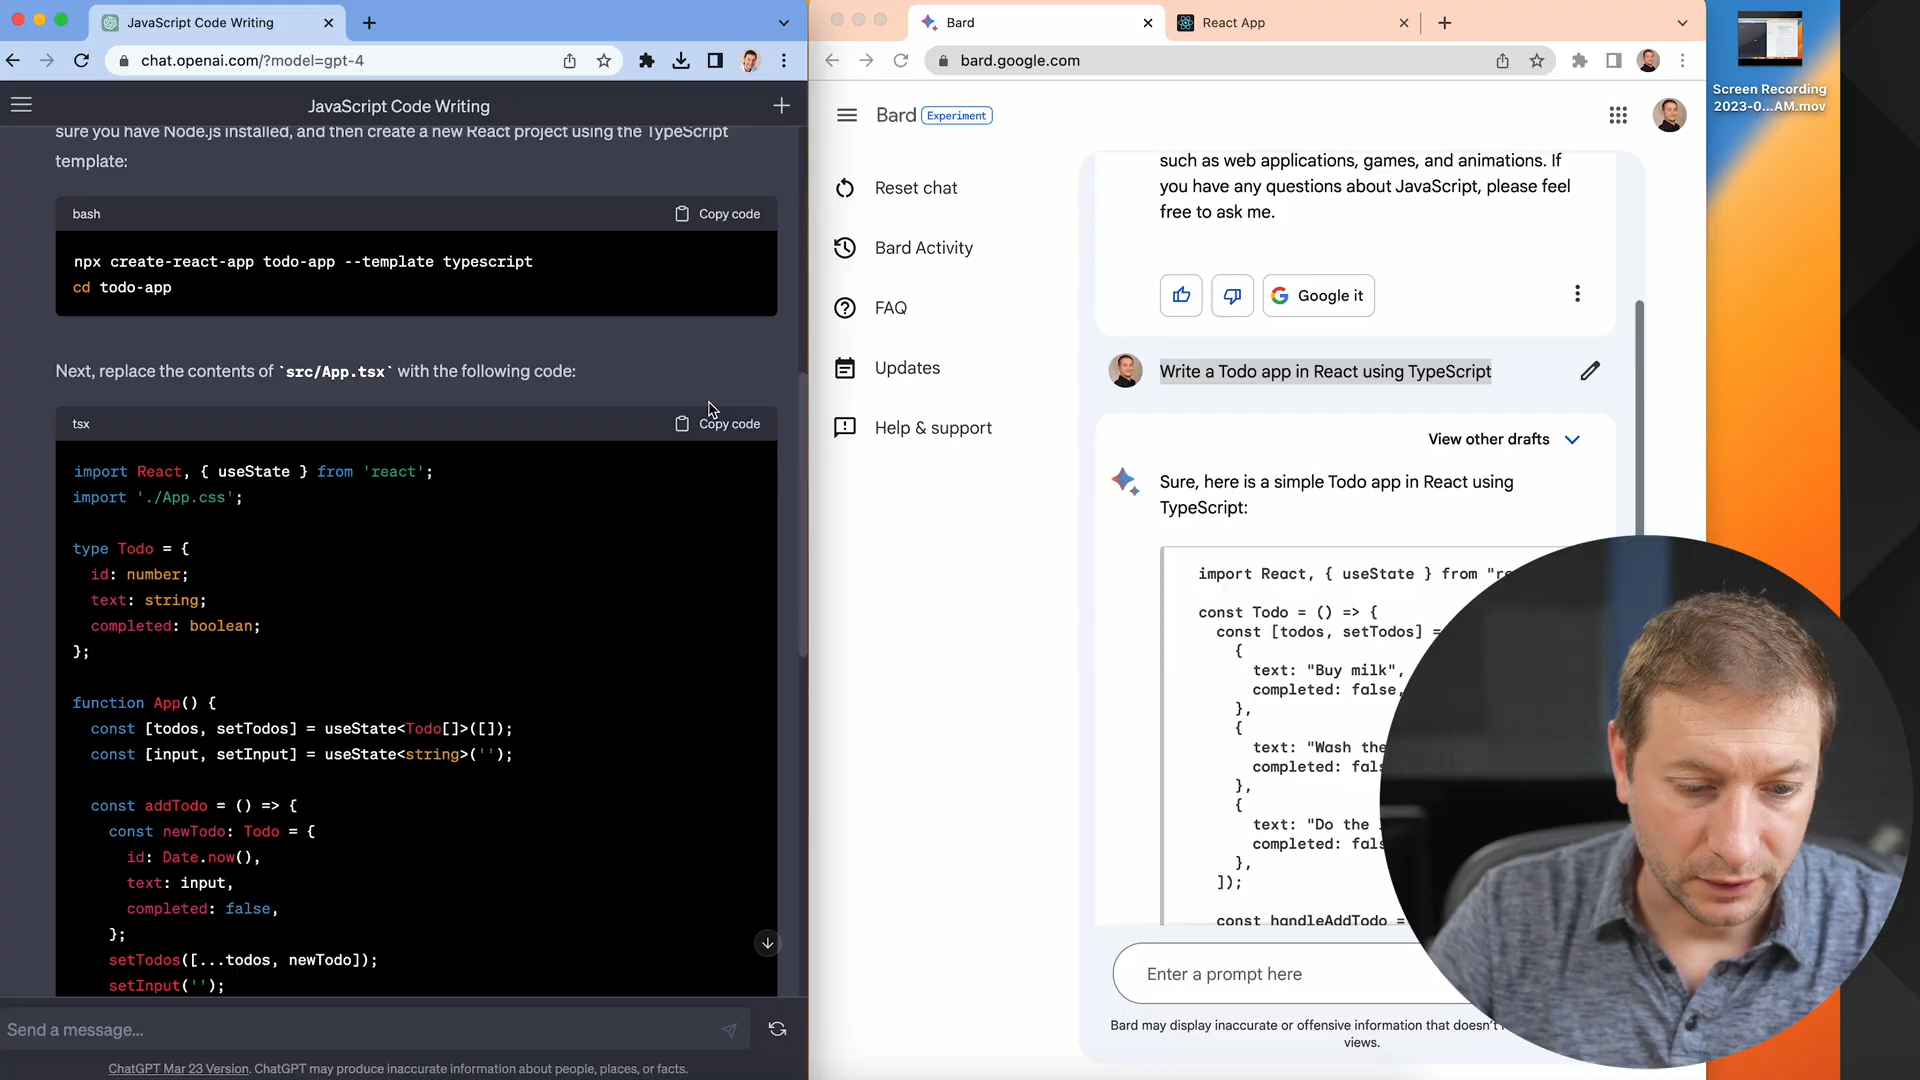 JavaScript Code Writing
chat.openai.com/?model=gpt-4
JavaScript Code Writing
sure you have Node.js installed, and then create a new React project using the TypeScript
template:
bash
Copy code
npx create-react-app todo-app --template typescript
cd todo-app
Next, replace the contents of `src/App.tsx` with the following code:
tsx
Copy code
import React, { useState } from 'react';
import './App.css';
type Todo = {
id: number;
text: string;
completed: boolean;
};
function App() {
const [todos, setTodos] = useState<Todo[]>([]);
const [input, setInput] = useState<string>('');
const addTodo = () => {
const newTodo: Todo = {
id: Date.now(),
text: input,
completed: false,
};
setTodos([...todos, newTodo]);
setInput('');
Send a message...
ChatGPT Mar 23 Version. ChatGPT may produce inaccurate information about people, places, or facts.
Bard
React App
bard.google.com
Bard Experiment
Reset chat
Bard Activity
FAQ
Updates
Help & support
such as web applications, games, and animations. If
you have any questions about JavaScript, please feel
free to ask me.
Google it
Write a Todo app in React using TypeScript
View other drafts
Sure, here is a simple Todo app in React using
TypeScript:
import React, { useState } from "re
const Todo = () => {
const [todos, setTodos] =
{
text: "Buy milk",
completed: false,
},
{
text: "Wash the
completed: fals
},
{
text: "Do the
completed: fals
},
]);
const handleAddTodo =
Enter a prompt here
Bard may display inaccurate or offensive information that doesn't
views.
Screen Recording
2023-0...AM.mov